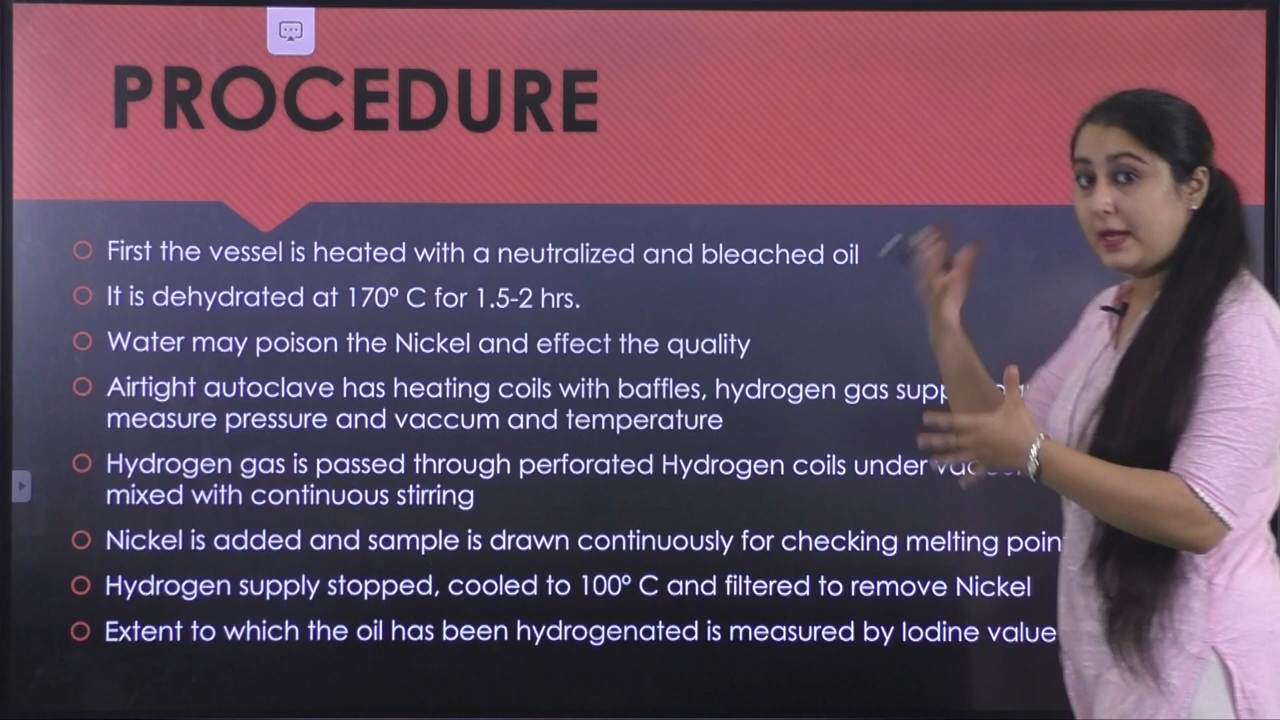 PROCEDURE
First the vessel is heated with a neutralized and bleached oil
It is dehydrated at 170º C for 1.5-2 hrs.
Water may poison the Nickel and effect the quality
Airtight autoclave has heating coils with baffles, hydrogen gas
measure pressure and vaccum and temperature
Hydrogen gas is passed through perforated Hydrogen coils under
mixed with continuous stirring
Nickel is added and sample is drawn continuously for checking melting
Hydrogen supply stopped, cooled to 100º C and filtered to remove Nickel
Extent to which the oil has been hydrogenated is measured by Iodine value